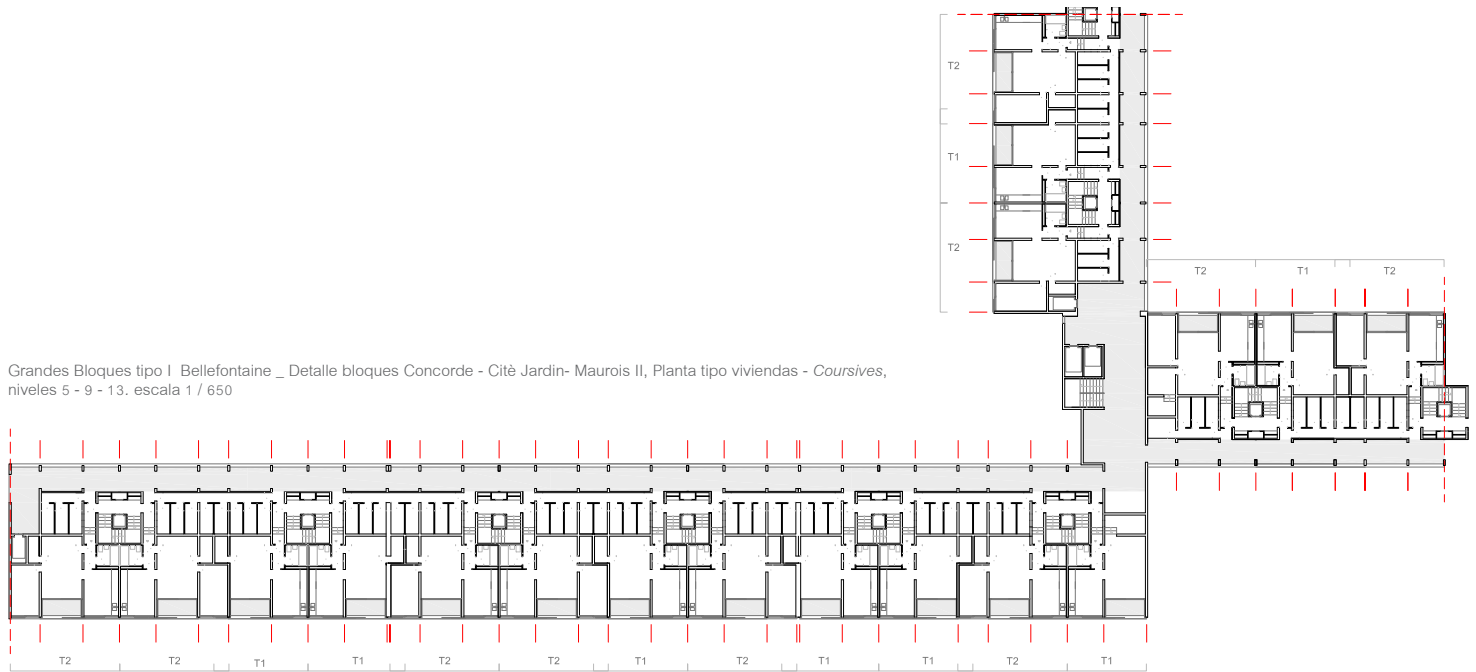 T2
T1
T2
T2
T1
T2
Grandes Bloques tipo I Bellefontaine _ Detalle bloques Concorde - Citè Jardin- Maurois II, Planta tipo viviendas - Coursives,
niveles 5 - 9 - 13. escala 1 / 650
T2
T2
T1
T1
T2
T2
T1
T2
T1
T1
T2
T1